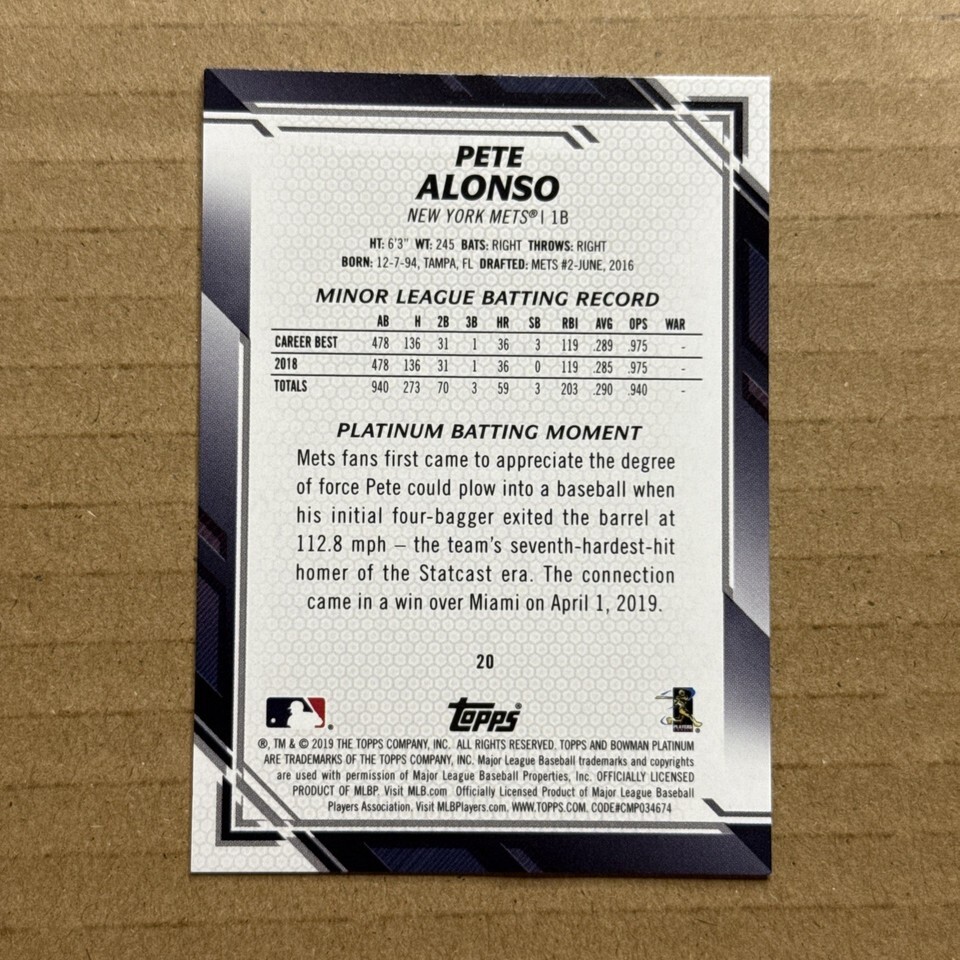 PETE
ALONSO
NEW YORK METS® | 1B
HT: 6'3" WT: 245 BATS: RIGHT THROWS: RIGHT
BORN: 12-7-94, TAMPA, FL DRAFTED: METS #2-JUNE, 2016
MINOR LEAGUE BATTING RECORD
AB H 2B 3B HR SB RBI AVG OPS WAR
CAREER BEST 478 136 31 1 36 3 119 .289 .975 -
2018 478 136 31 1 36 0 119 .285 .975 -
TOTALS 940 273 70 3 59 3 203 .290 .940 -
PLATINUM BATTING MOMENT
Mets fans first came to appreciate the degree
of force Pete could plow into a baseball when
his initial four-bagger exited the barrel at
112.8 mph – the team's seventh-hardest-hit
homer of the Statcast era. The connection
came in a win over Miami on April 1, 2019.
20
Topps®
PLAYERS
®, TM & © 2019 THE TOPPS COMPANY, INC. ALL RIGHTS RESERVED. TOPPS AND BOWMAN PLATINUM
ARE TRADEMARKS OF THE TOPPS COMPANY, INC. Major League Baseball trademarks and copyrights
are used with permission of Major League Baseball Properties, Inc. OFFICIALLY LICENSED
PRODUCT OF MLBP. Visit MLB.com Officially Licensed Product of Major League Baseball
Players Association. Visit MLBPlayers.com. WWW.TOPPS.COM. CODE#CMP034674